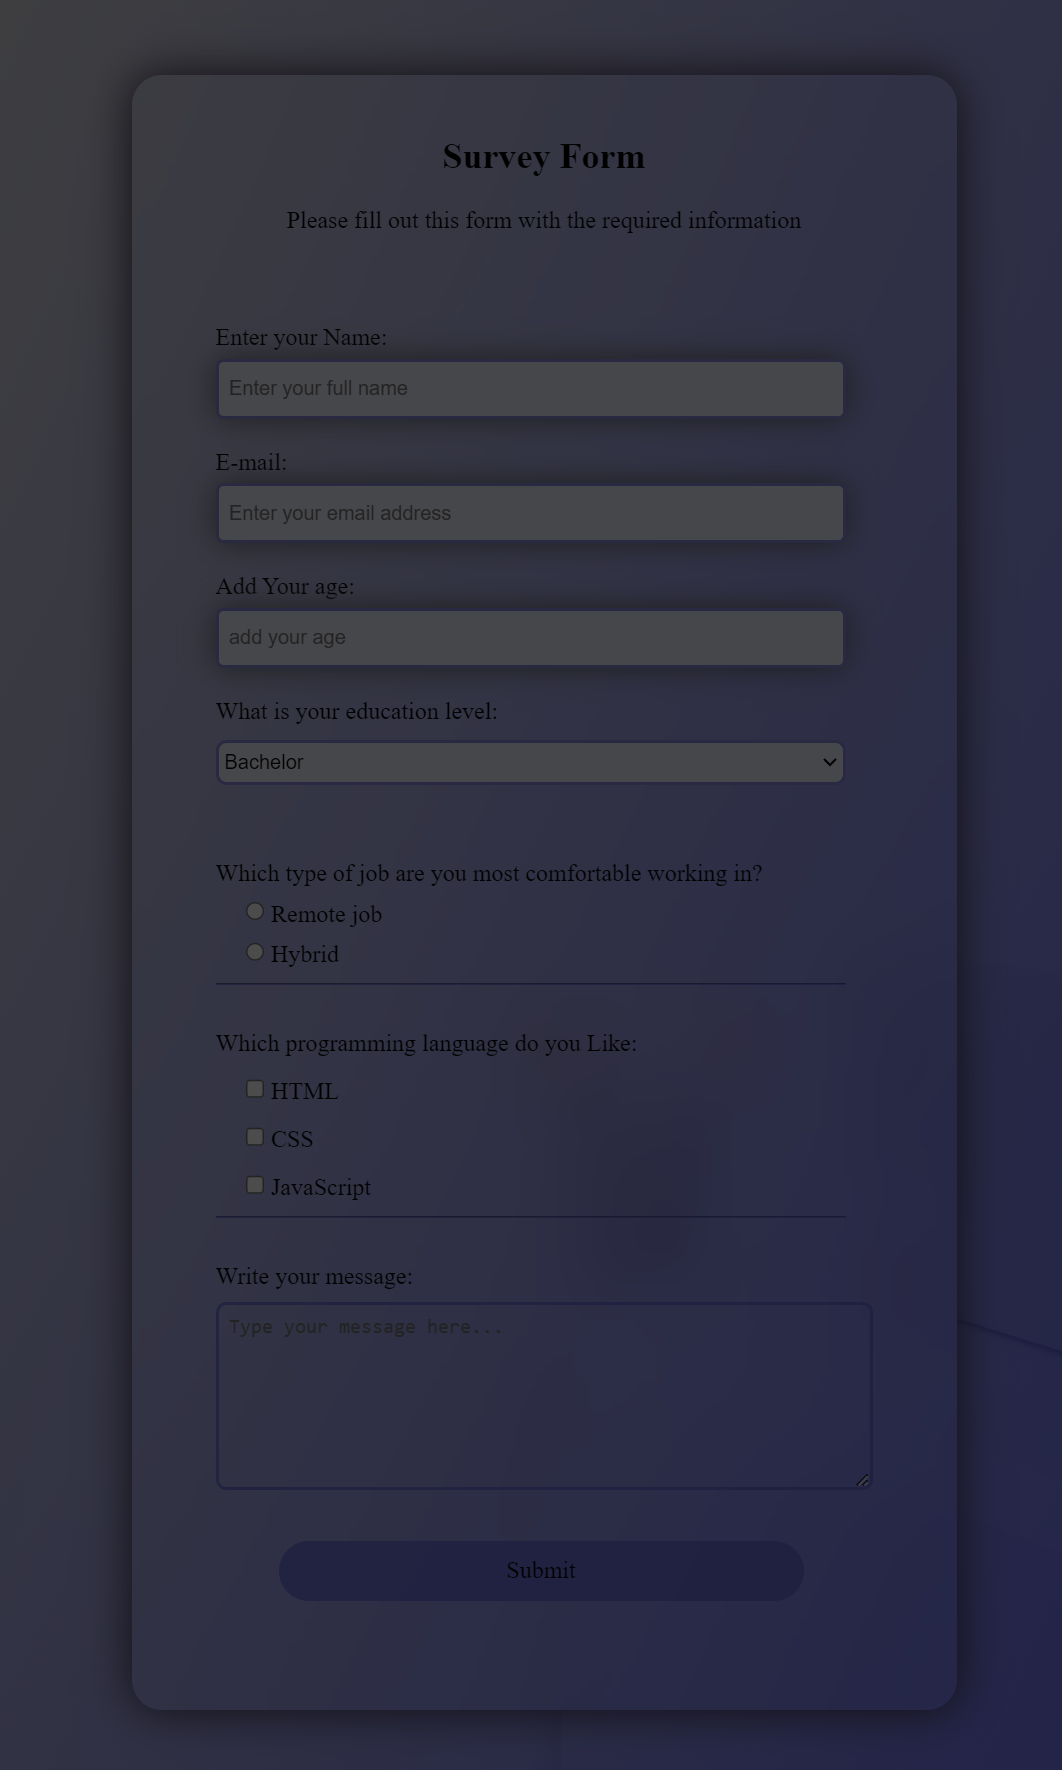 Survey Form
Please fill out this form with the required information
Enter your Name:
Enter your full name
E-mail:
Enter your email address
Add Your age:
add your age
What is your education level:
Bachelor
Which type of job are you most comfortable working in?
Remote job
Hybrid
Which programming language do you Like:
HTML
CSS
JavaScript
Write your message:
Type your message here...
Submit